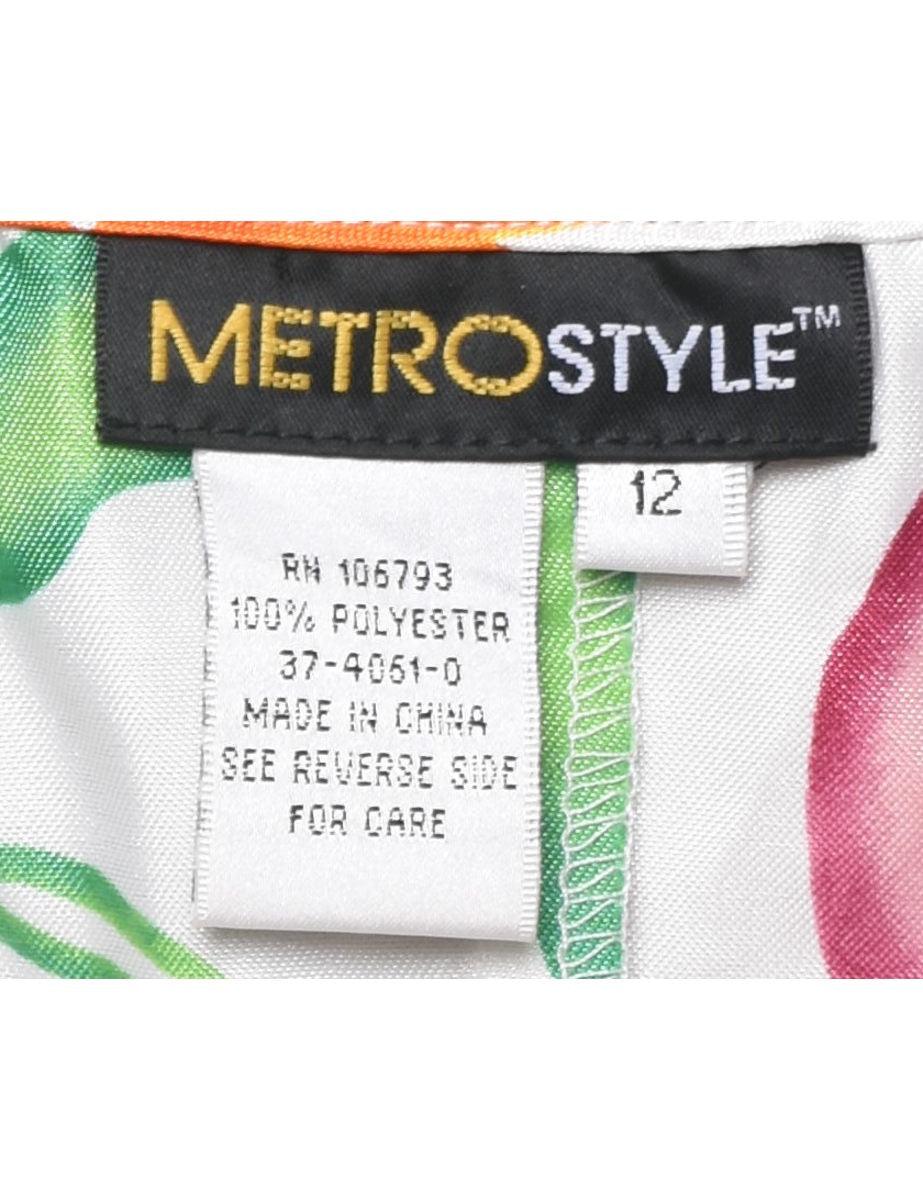 METROSTYLE™
12
RN 106793
100% POLYESTER
37-4061-0
MADE IN CHINA
SEE REVERSE SIDE
FOR CARE